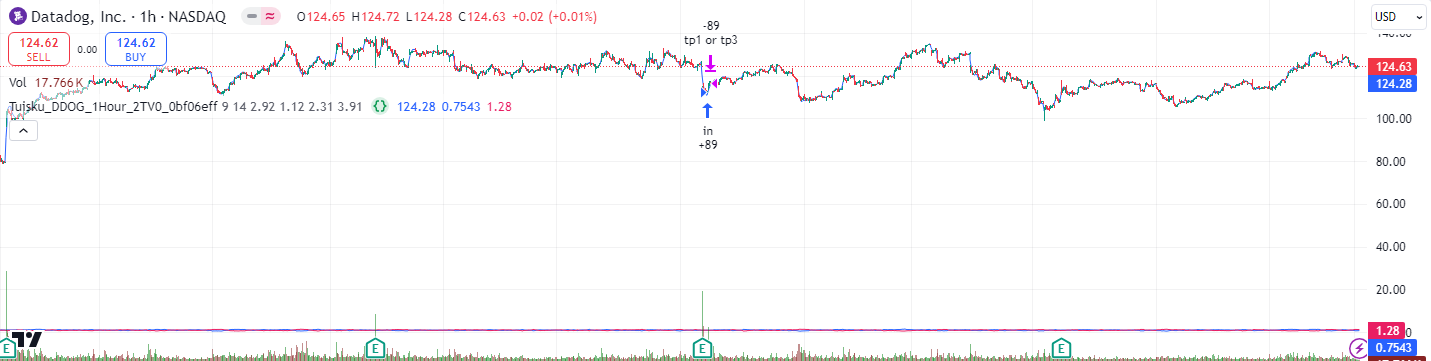 Datadog, Inc. · 1h · NASDAQ O124.65 H124.72 L124.28 C124.63 +0.02 (+0.01%)
USD
140.00
124.62 SELL
0.00
124.62 BUY
-89
tp1 or tp3
Vol 17.766K
124.63
124.28
Tuisku_DDOG_1Hour_2TV0_0bf06eff 9 14 2.92 1.12 2.31 3.91 {} 124.28 0.7543 1.28
100.00
in
+89
80.00
60.00
40.00
20.00
1.28
0.7543
E
E
E
E